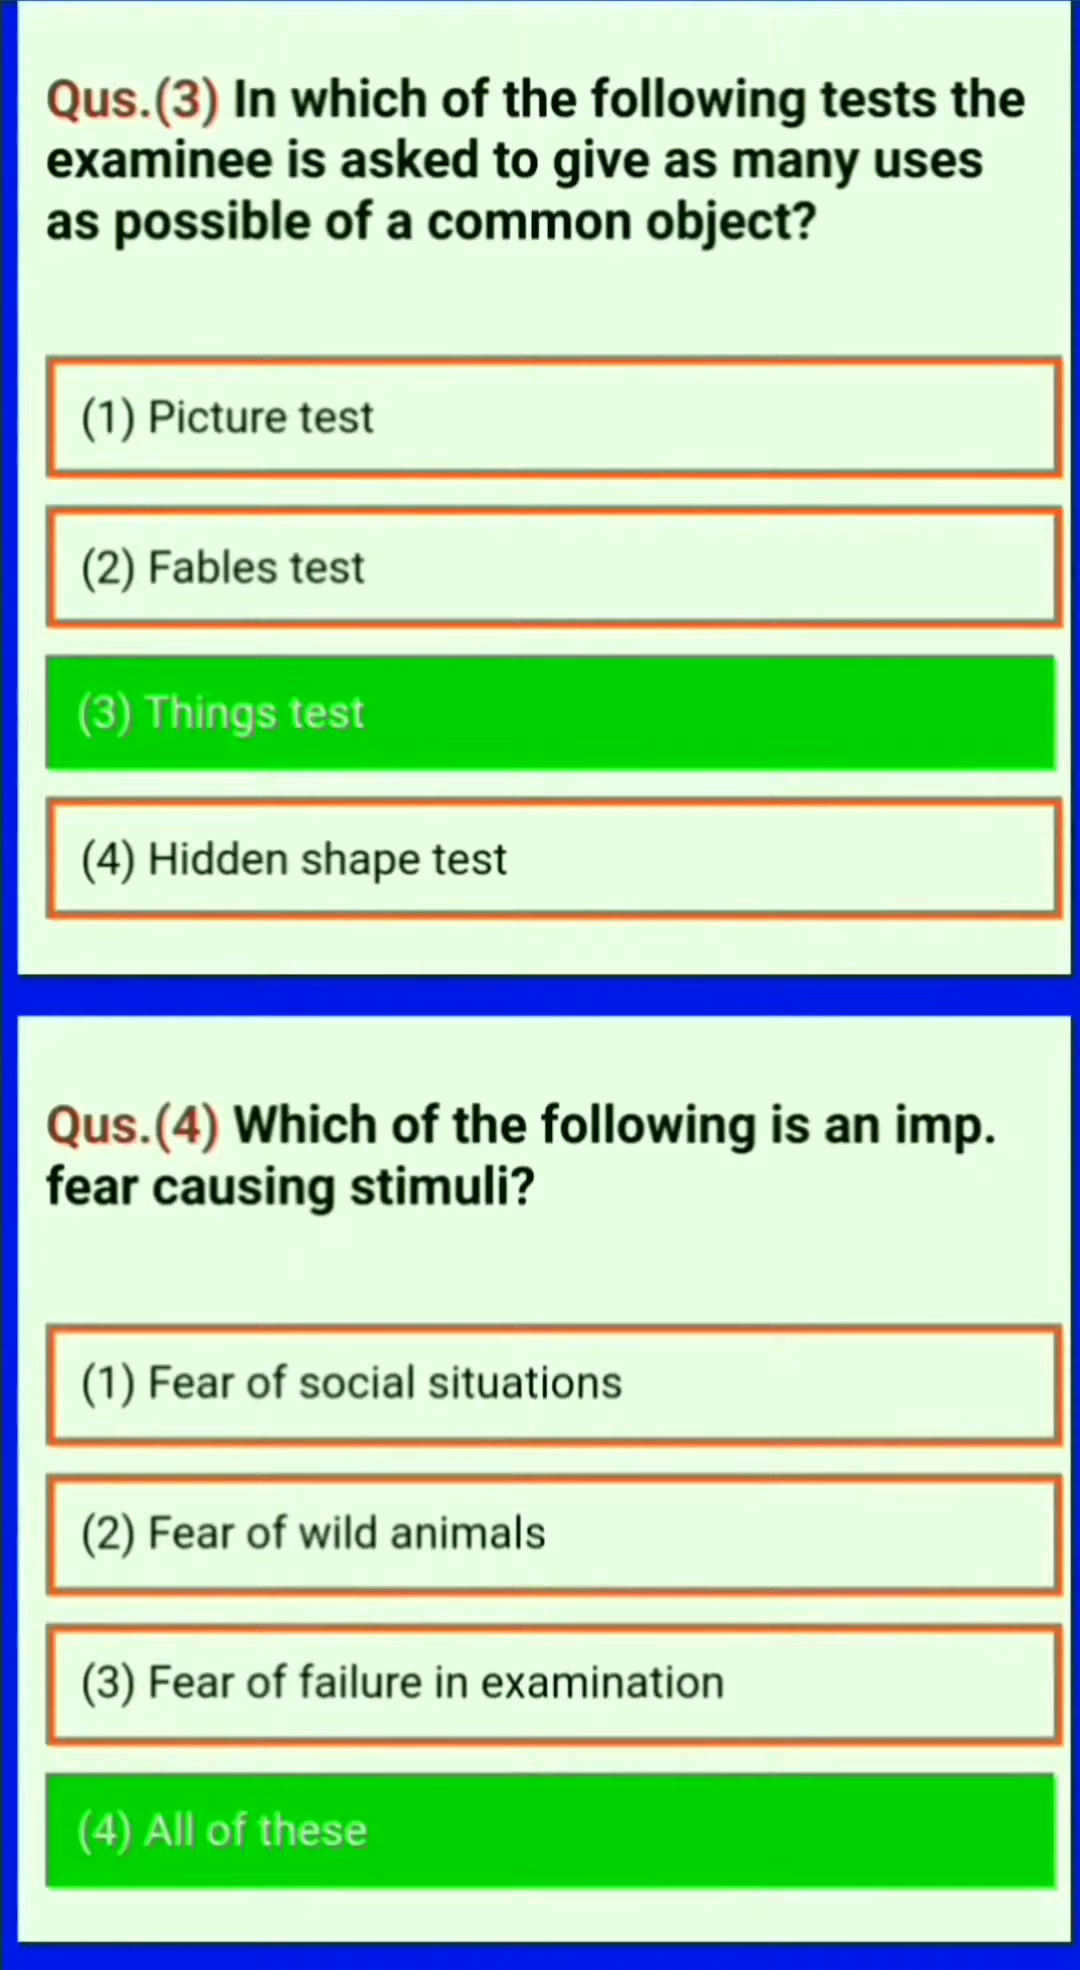 Qus.(3) In which of the following tests the
examinee is asked to give as many uses
as possible of a common object?
(1) Picture test
(2) Fables test
(3) Things test
(4) Hidden shape test
Qus.(4) Which of the following is an imp.
fear causing stimuli?
(1) Fear of social situations
(2) Fear of wild animals
(3) Fear of failure in examination
(4) All of these